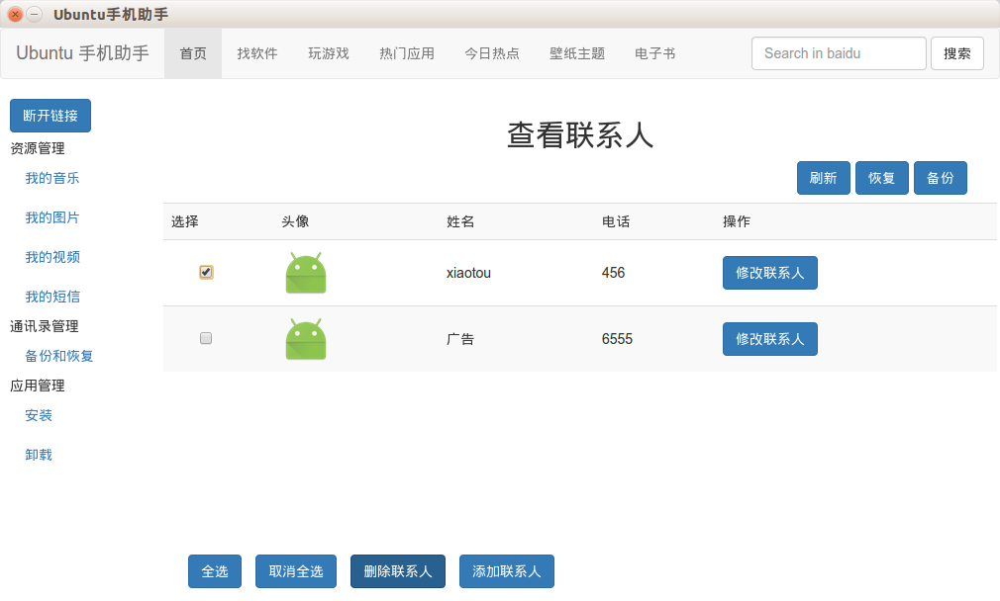 Ubuntu手机助手
Ubuntu 手机助手 首页 找软件 玩游戏 热门应用 今日热点 壁纸主题 电子书 Search in baidu 搜索
断开链接
资源管理
我的音乐
我的图片
我的视频
我的短信
通讯录管理
备份和恢复
应用管理
安装
卸载
查看联系人
刷新 恢复 备份
选择 头像 姓名 电话 操作
xiaotou 456 修改联系人
广告 6555 修改联系人
全选 取消全选 删除联系人 添加联系人